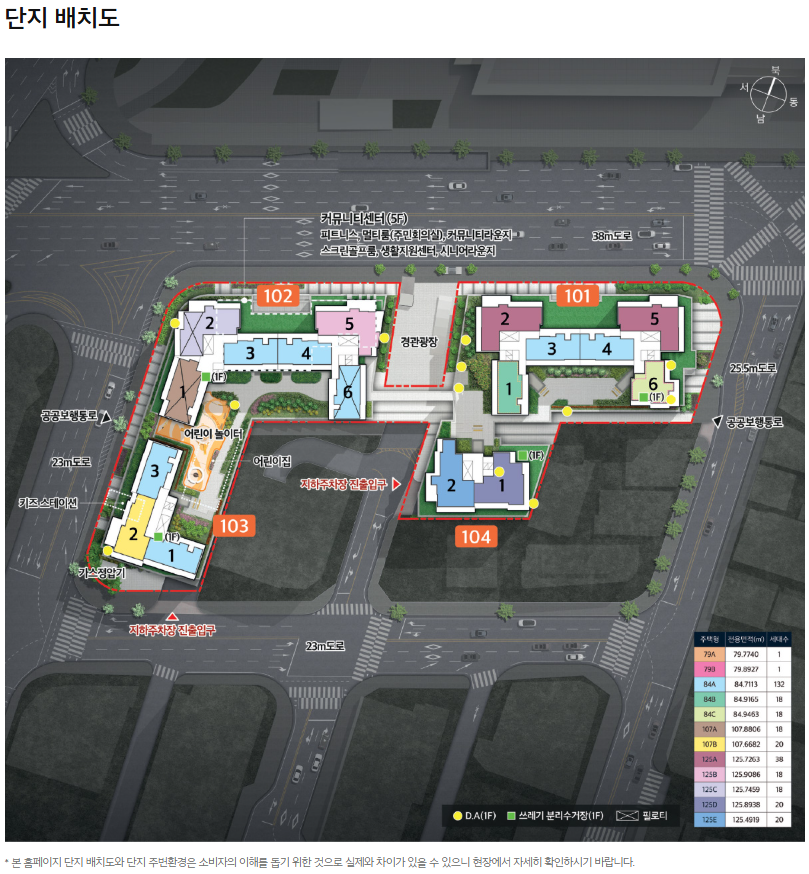 단지 배치도
북
서
동
남
커뮤니티센터 (5F)
피트니스, 멀티룸(주민회의실), 커뮤니티라운지
스크린골프룸, 생활지원센터, 시니어라운지
38m도로
102
101
경관광장
2
5
3
4
1
(1F)
6
2
5
3
4
1
6
(1F)
25.5m도로
공공보행통로
공공보행통로
어린이 놀이터
어린이집
23m도로
3
키즈 스테이션
2
(1F)
1
103
가스정압기
지하주차장 진출입구
2
1
(1F)
104
지하주차장 진출입구
23m도로
주택형 전용면적(㎡) 세대수
79A 79.7740 1
79B 79.8927 1
84A 84.7113 132
84B 84.9165 18
84C 84.9463 18
107A 107.8806 18
107B 107.6682 20
125A 125.7263 38
125B 125.9086 18
125C 125.7459 18
125D 125.8938 20
125E 125.4919 20
D.A(1F) 쓰레기 분리수거장(1F) 필로티
* 본 홈페이지 단지 배치도와 단지 주변환경은 소비자의 이해를 돕기 위한 것으로 실제와 차이가 있을 수 있으니 현장에서 자세히 확인하시기 바랍니다.